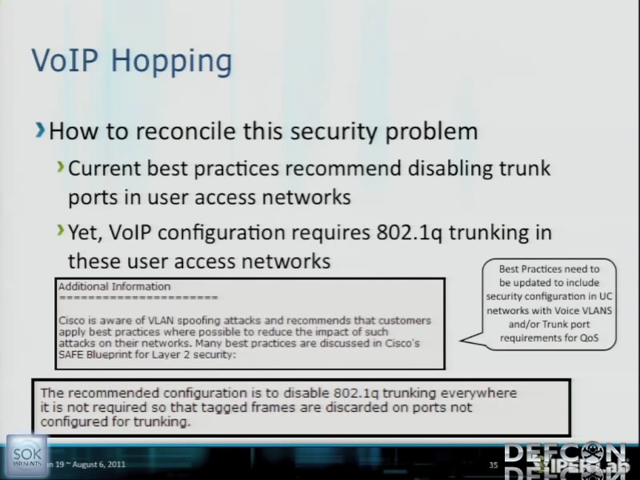 VoIP Hopping
How to reconcile this security problem
Current best practices recommend disabling trunk
ports in user access networks
Yet, VoIP configuration requires 802.1q trunking in
these user access networks
Additional Information
======================
Cisco is aware of VLAN spoofing attacks and recommends that customers
apply best practices where possible to reduce the impact of such
attacks on their networks. Many best practices are discussed in Cisco's
SAFE Blueprint for Layer 2 security:
Best Practices need to
be updated to include
security configuration in UC
networks with Voice VLANS
and/or Trunk port
requirements for QoS
The recommended configuration is to disable 802.1q trunking everywhere
it is not required so that tagged frames are discarded on ports not
configured for trunking.
SOK
PRESENTS
19 ~ August 6, 2011
35
DEFCON
VIPER Lab